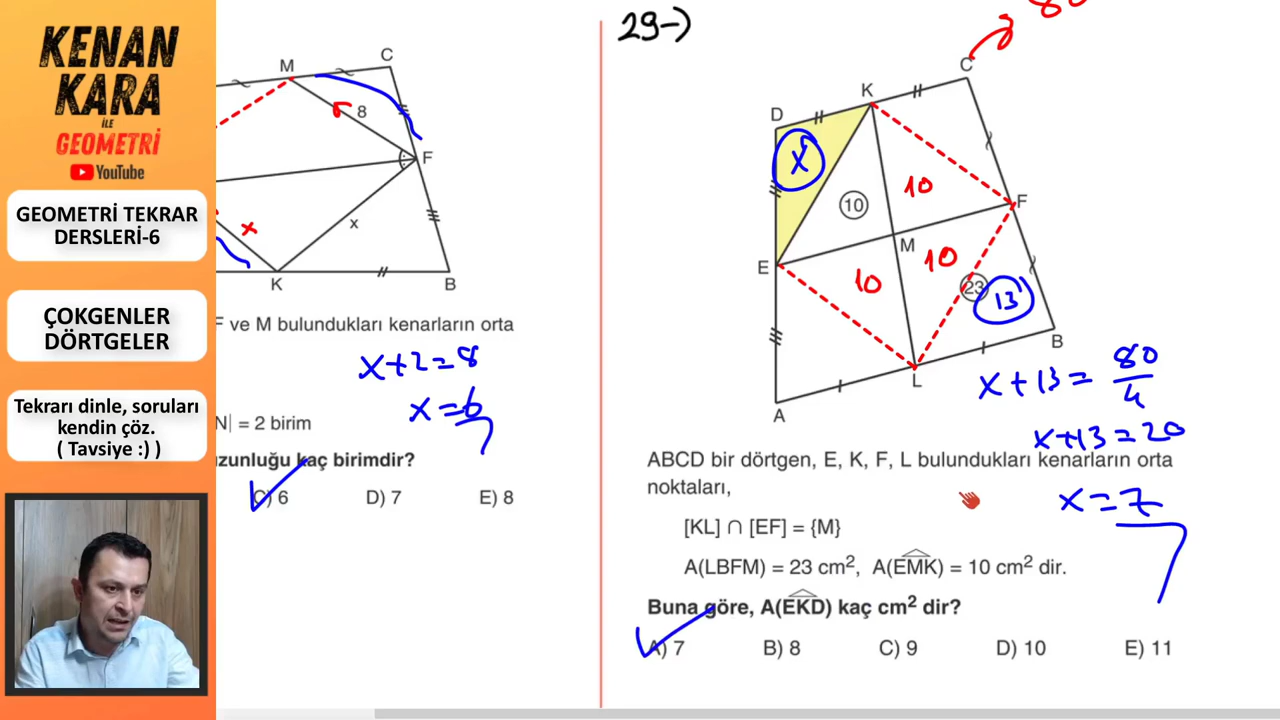 KENAN
KARA
İLE
GEOMETRİ
YouTube
GEOMETRİ TEKRAR
DERSLERİ-6
ÇOKGENLER
DÖRTGELER
Tekrarı dinle, soruları
kendin çöz.
( Tavsiye :) )
M
C
8
F
x
x
K
B
F ve M bulundukları kenarların orta
x+2=8
x=6
N| = 2 birim
uzunluğu kaç birimdir?
C) 6 D) 7 E) 8
29-)
80
C
K
D
X
10
10
F
M
10
E
10
23
13
B
L
A
x+13= 80/4
x+13=20
x=7
ABCD bir dörtgen, E, K, F, L bulundukları kenarların orta
noktaları,
[KL] ∩ [EF] = {M}
A(LBFM) = 23 cm², A(EMK) = 10 cm² dir.
Buna göre, A(EKD) kaç cm² dir?
A) 7 B) 8 C) 9 D) 10 E) 11